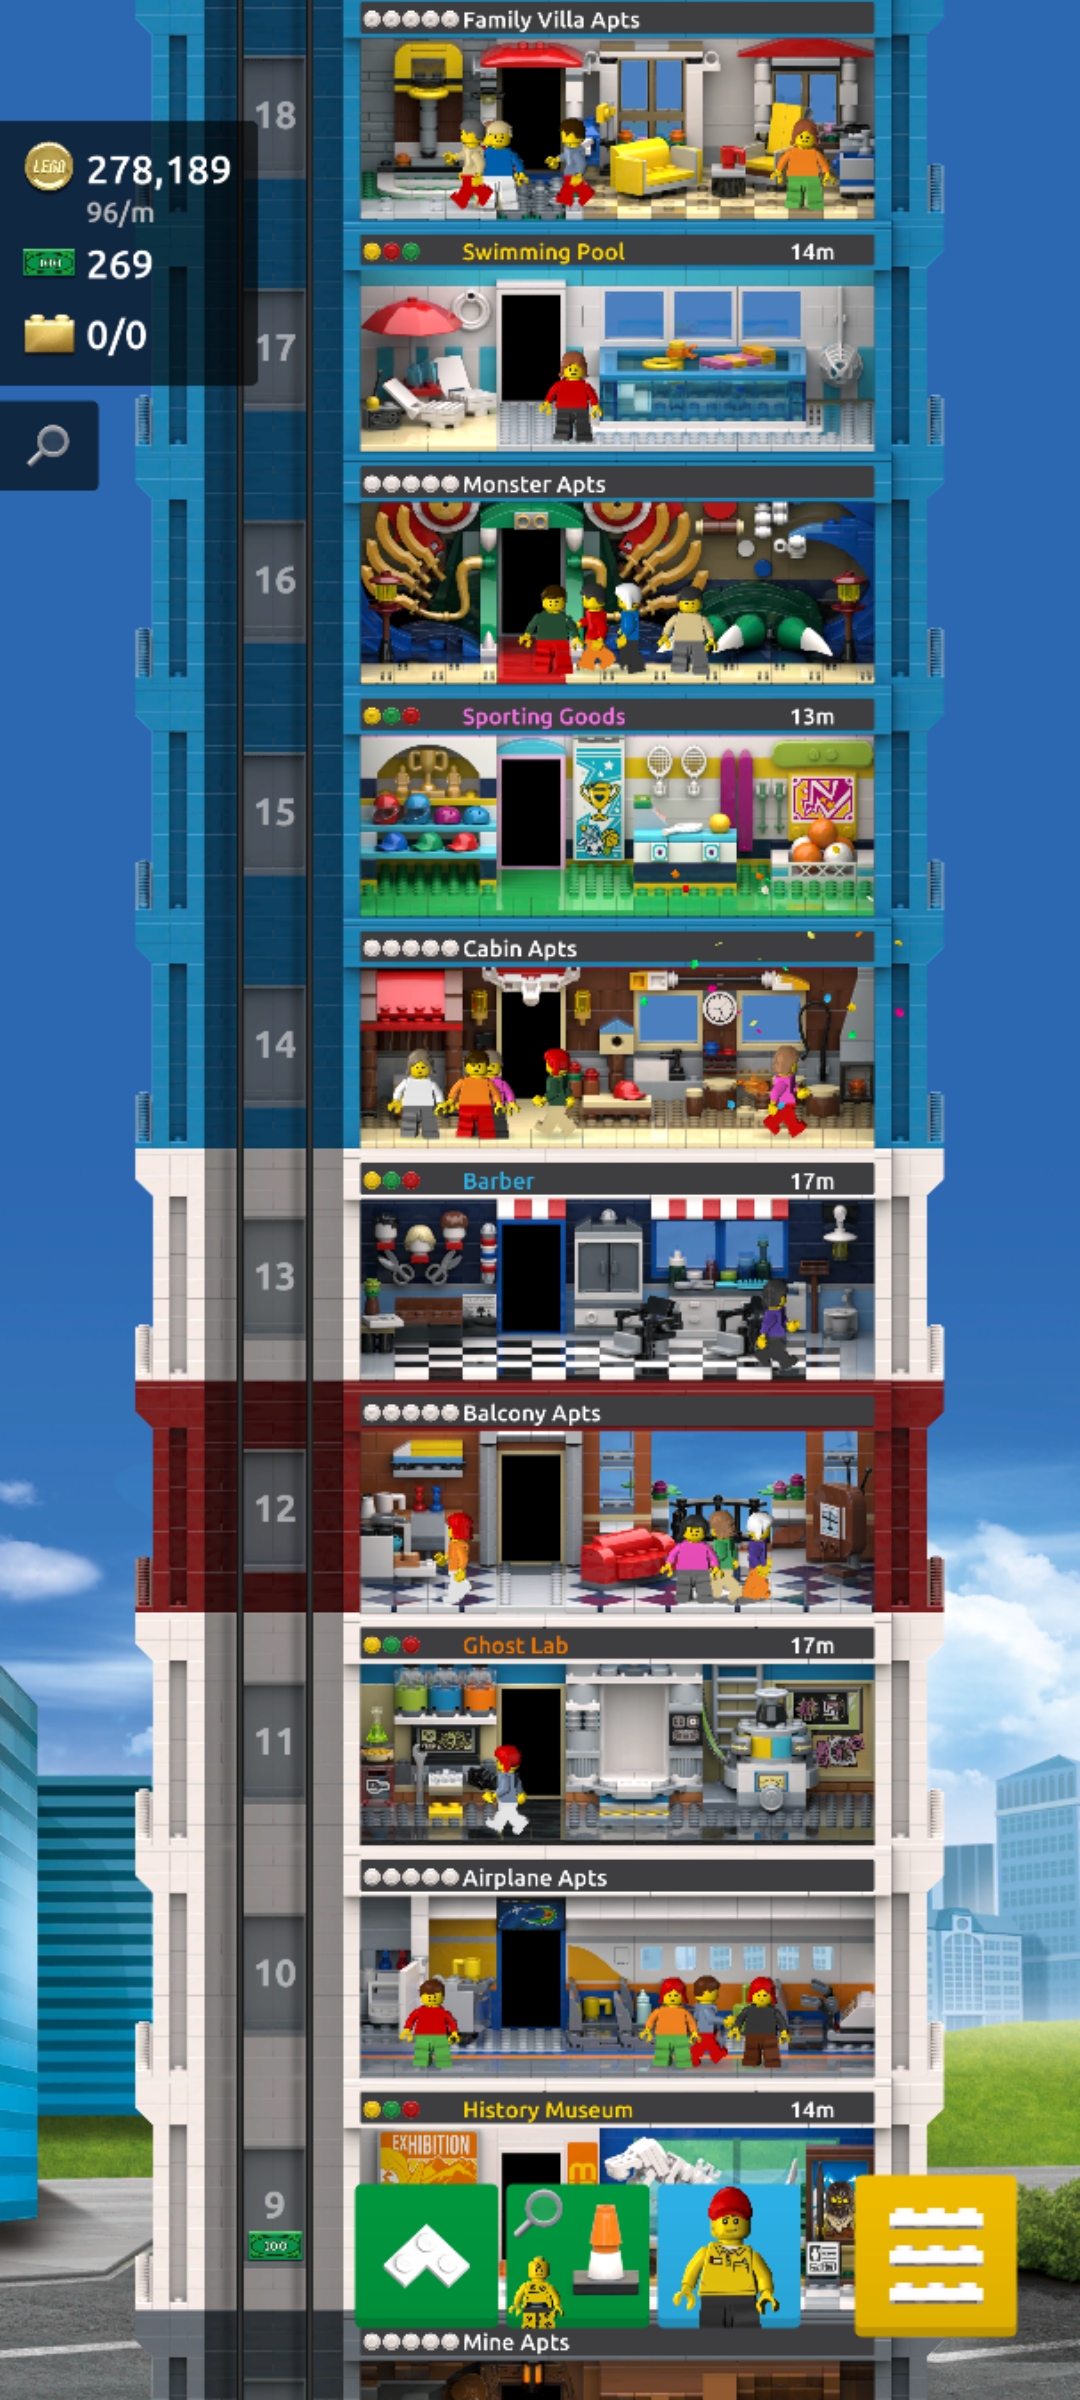 Family Villa Apts
18
LEGO 278,189
96/m
269
0/0
Swimming Pool 14m
17
Monster Apts
16
Sporting Goods 13m
15
Cabin Apts
14
Barber 17m
13
Balcony Apts
12
Ghost Lab 17m
11
Airplane Apts
10
History Museum 14m
EXHIBITION
m
9
100
Mine Apts